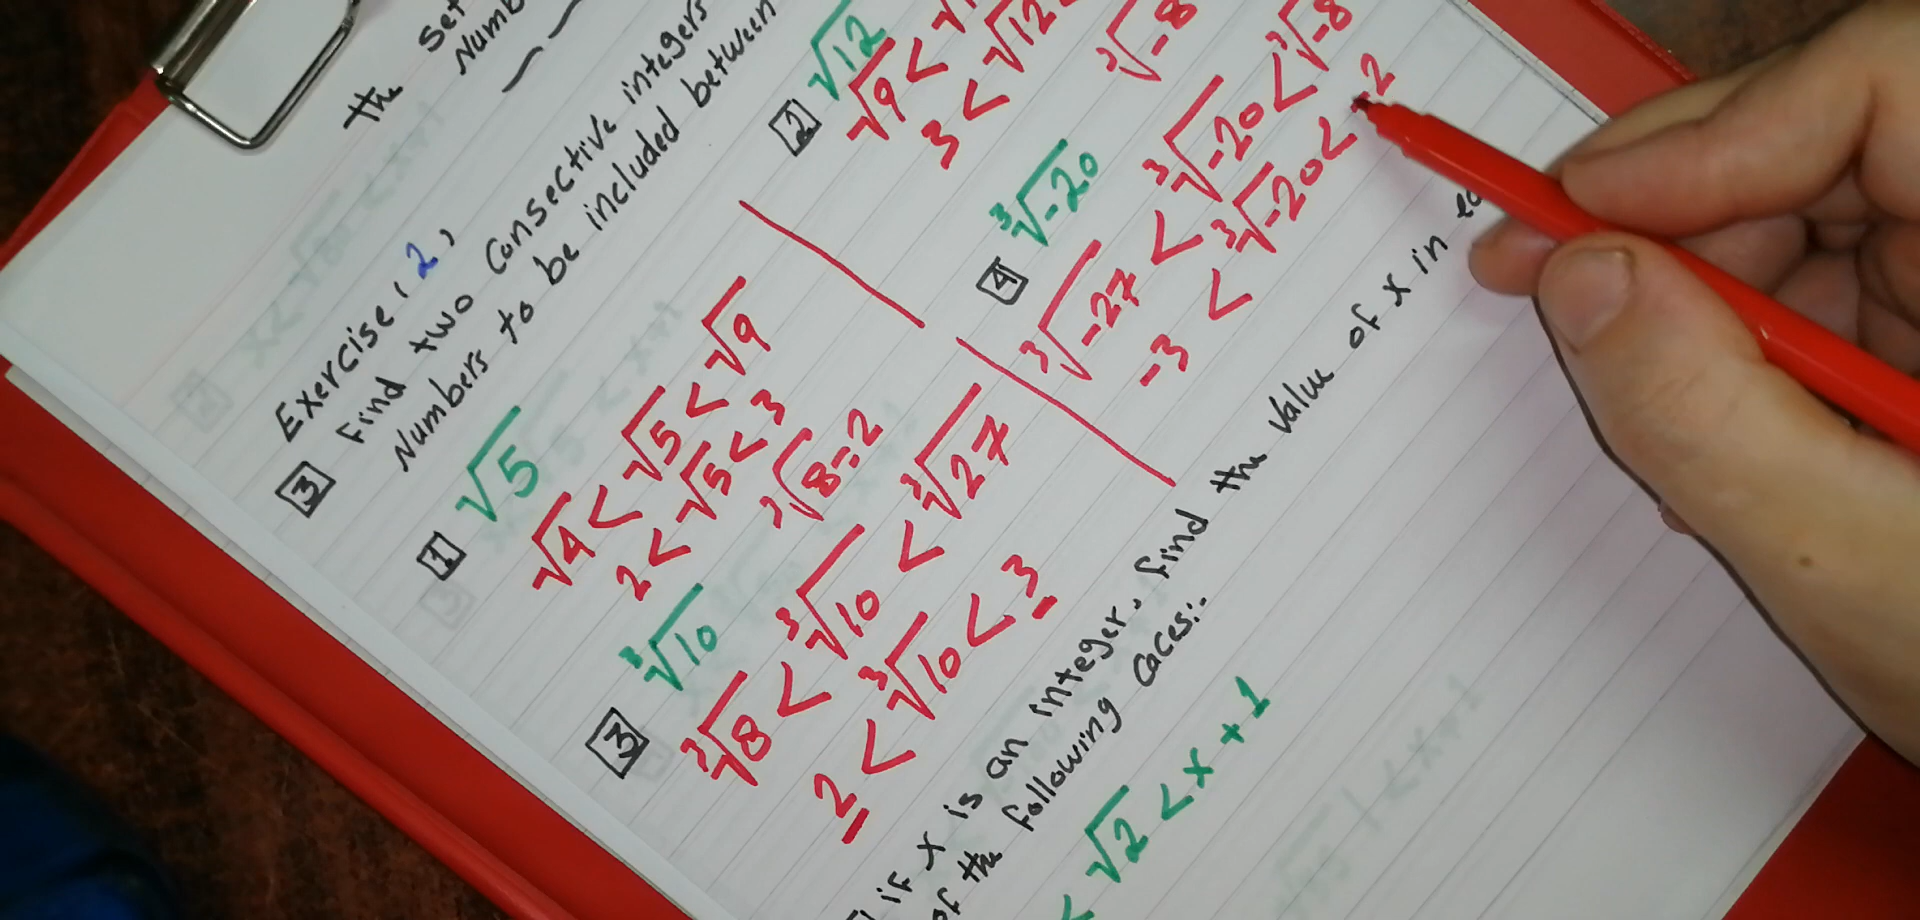 the set
Numb
Exercise (2)
3 Find two Consective integers
Numbers to be included between
1 √5
√4 < √5 < √9
2 < √5 < 3
2 √12
√9 <
3 < √12
∛8 = 2
3 ∛10
∛8 < ∛10 < ∛27
2 < ∛10 < 3
∛-8
4 ∛-20
∛-27 < ∛-20 < ∛-8
-3 < ∛-20 < -2
if x is an integer. Find the value of x in
of the following caces:-
< √2 < x + 1